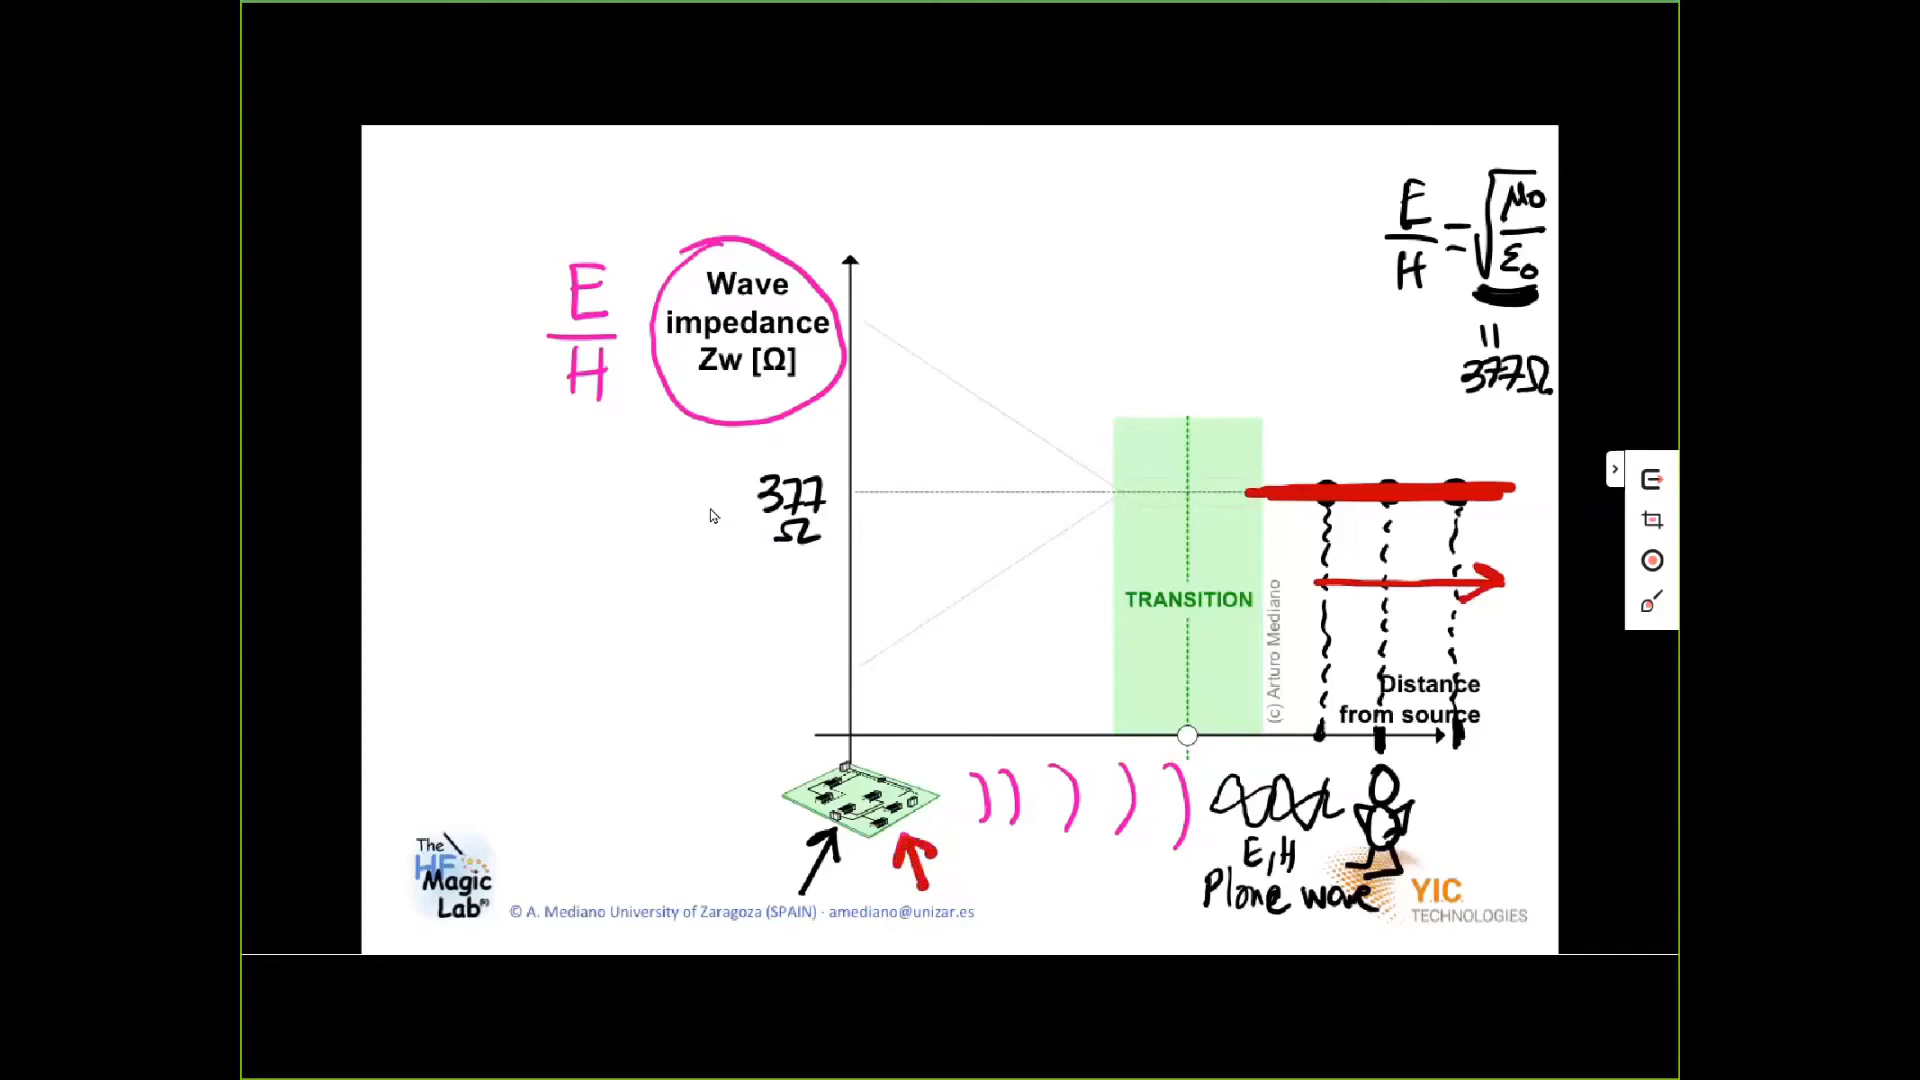 E
H
Wave
impedance
Zw [Ω]
E
H
=
√
μ0
ε0
=
377Ω
377
Ω
TRANSITION
(c) Arturo Mediano
Distance
from source
E, H
Plane wave
The
HF
Magic
Lab
© A. Mediano University of Zaragoza (SPAIN) · amediano@unizar.es
Y.I.C
TECHNOLOGIES